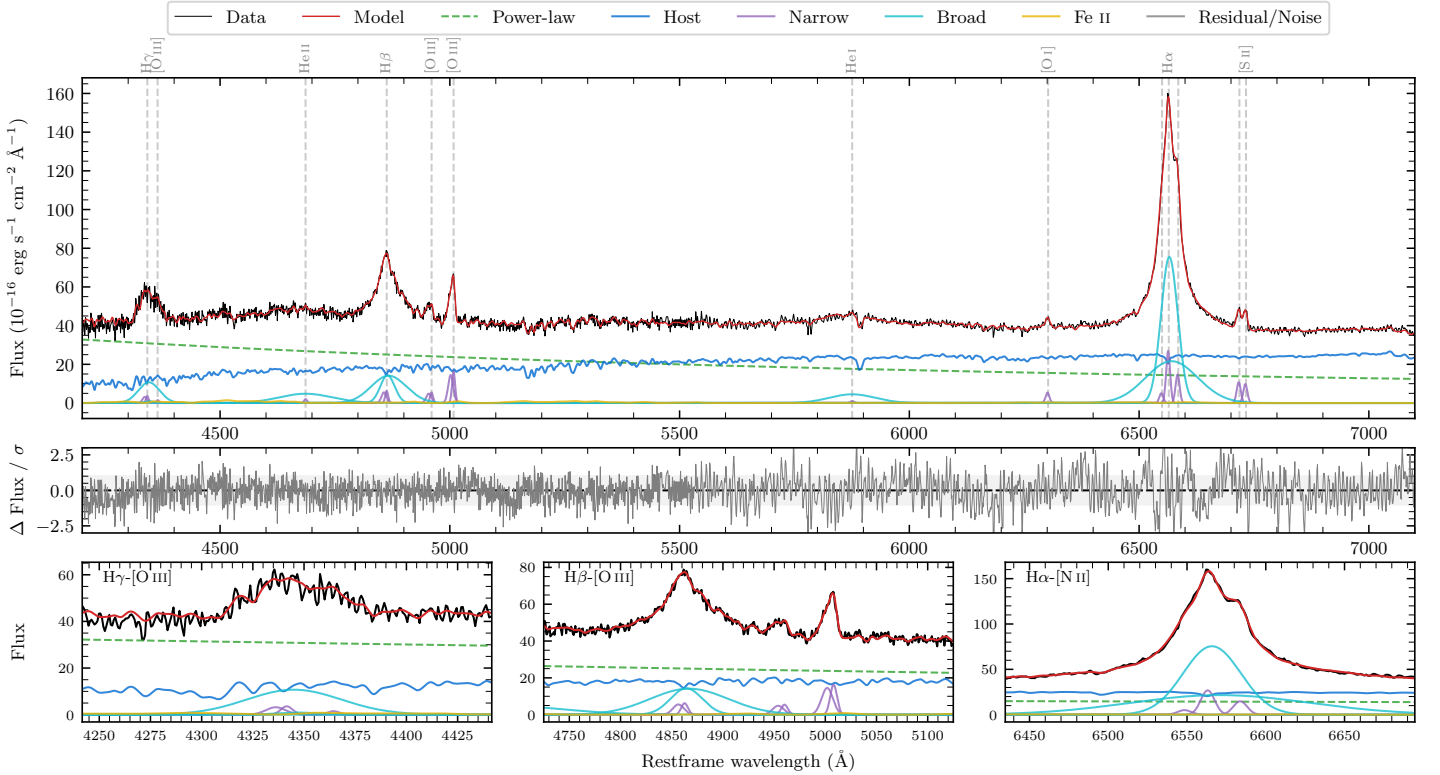 Data Model Power-law Host Narrow Broad Fe II Residual/Noise
Hγ [O III] He II Hβ [O III] [O III] He I [O I] Hα [S II]
Flux (10⁻¹⁶ erg s⁻¹ cm⁻² Å⁻¹)
160
140
120
100
80
60
40
20
0
4500 5000 5500 6000 6500 7000
Δ Flux / σ
2.5
0.0
−2.5
4500 5000 5500 6000 6500 7000
Flux
Hγ-[O III]
60
40
20
0
4250 4275 4300 4325 4350 4375 4400 4425
Hβ-[O III]
80
60
40
20
0
4750 4800 4850 4900 4950 5000 5050 5100
Hα-[N II]
150
100
50
0
6450 6500 6550 6600 6650
Restframe wavelength (Å)